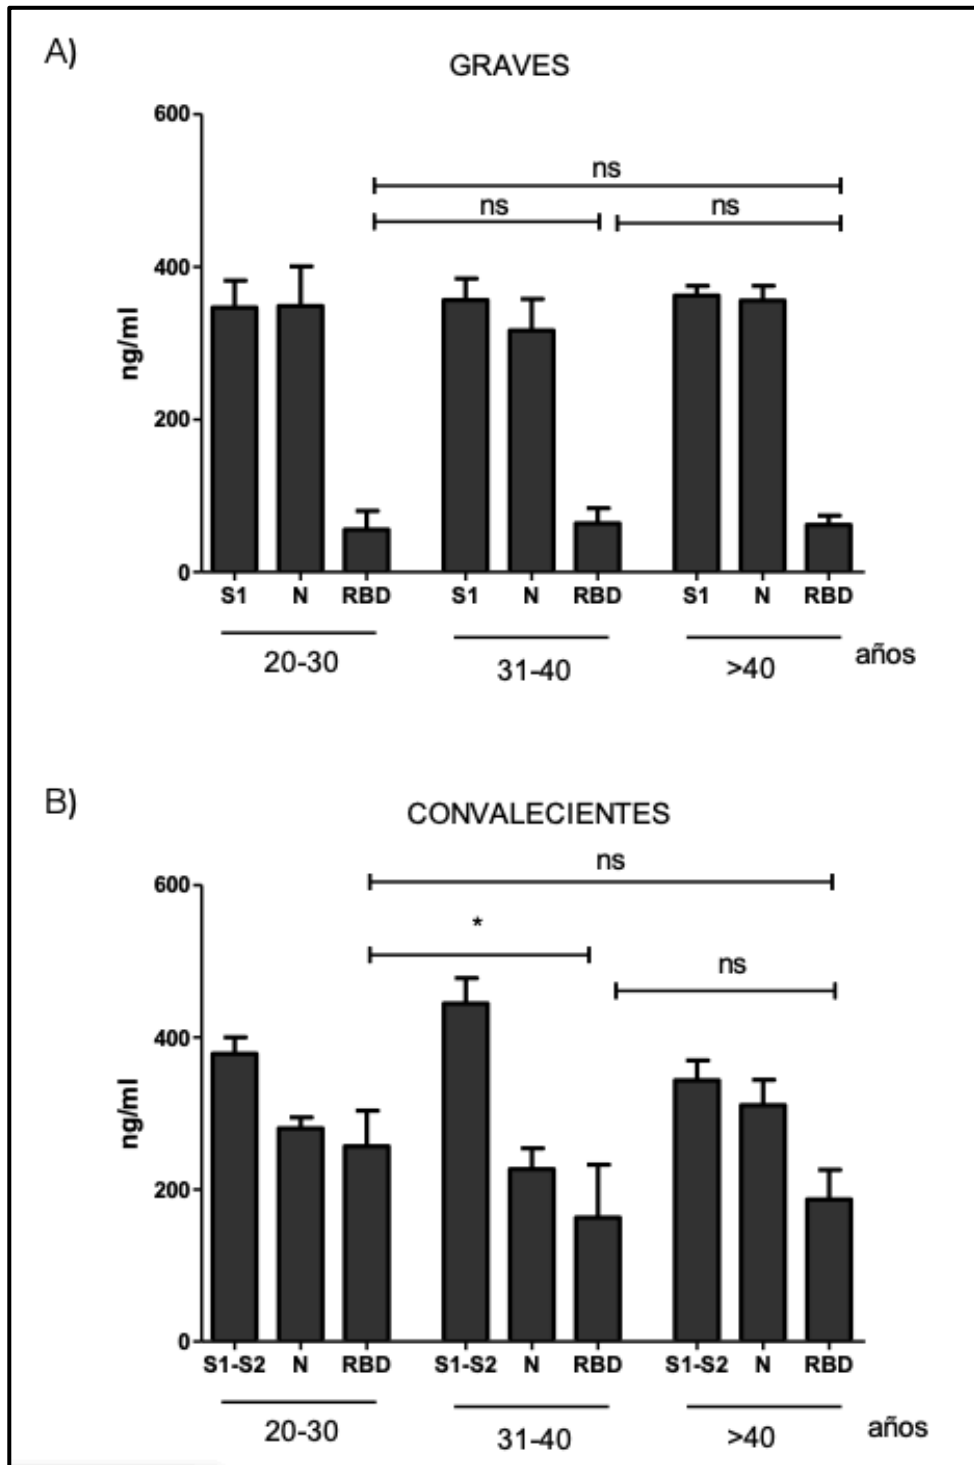 A)
GRAVES
600
400
200
0
ng/ml
ns
ns
ns
S1 N RBD S1 N RBD S1 N RBD
20-30 31-40 >40 años
B)
CONVALECIENTES
600
400
200
0
ng/ml
ns
*
ns
S1-S2 N RBD S1-S2 N RBD S1-S2 N RBD
20-30 31-40 >40 años